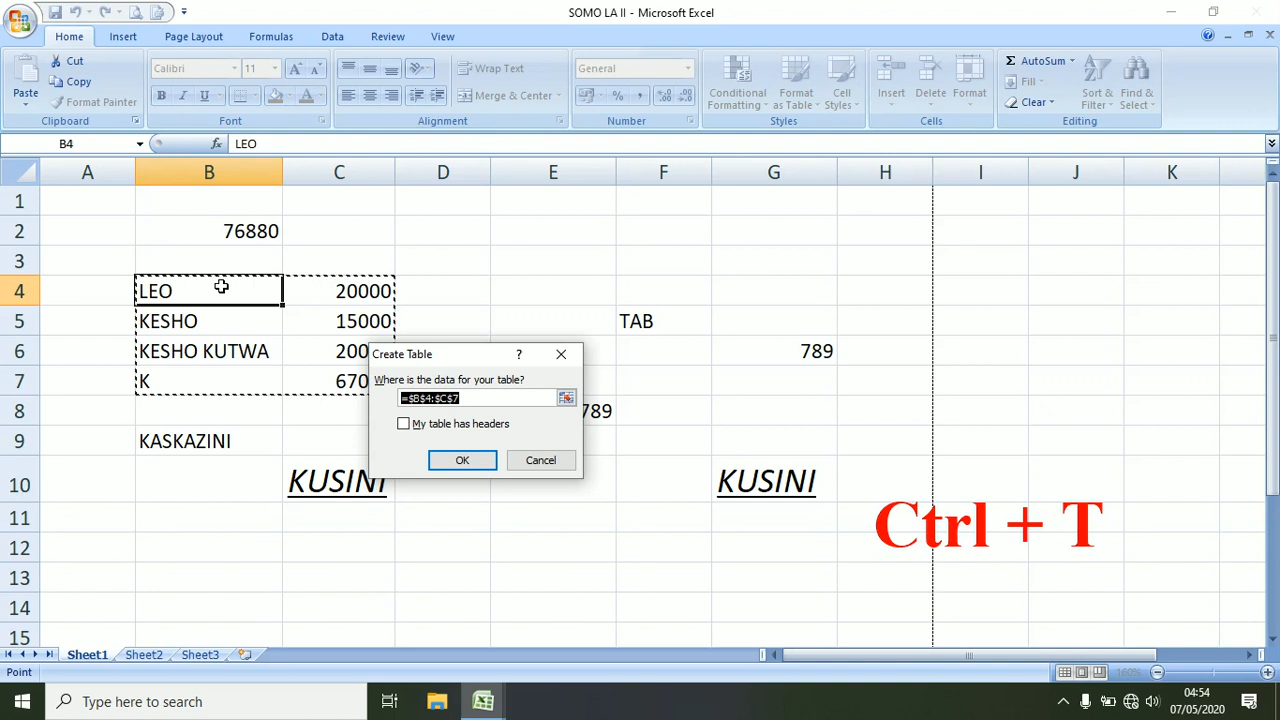 SOMO LA II - Microsoft Excel
Home Insert Page Layout Formulas Data Review View
Paste
Cut
Copy
Format Painter
Clipboard
Calibri 11
B I U
Font
Wrap Text
Merge & Center
Alignment
General
%
Number
Conditional Formatting
Format as Table
Cell Styles
Styles
Insert
Delete
Format
Cells
Σ AutoSum
Fill
Clear
Sort & Filter
Find & Select
Editing
B4 fx LEO
A B C D E F G H I J K
1
2 76880
3
4 LEO 20000
5 KESHO 15000 TAB
6 KESHO KUTWA 200 789
7 K 670
8 789
9 KASKAZINI
10 KUSINI KUSINI
11
12
13
14
15
Create Table
?
Where is the data for your table?
=$B$4:$C$7
My table has headers
OK Cancel
Ctrl + T
Sheet1 Sheet2 Sheet3
Point 160%
Type here to search
04:54
07/05/2020